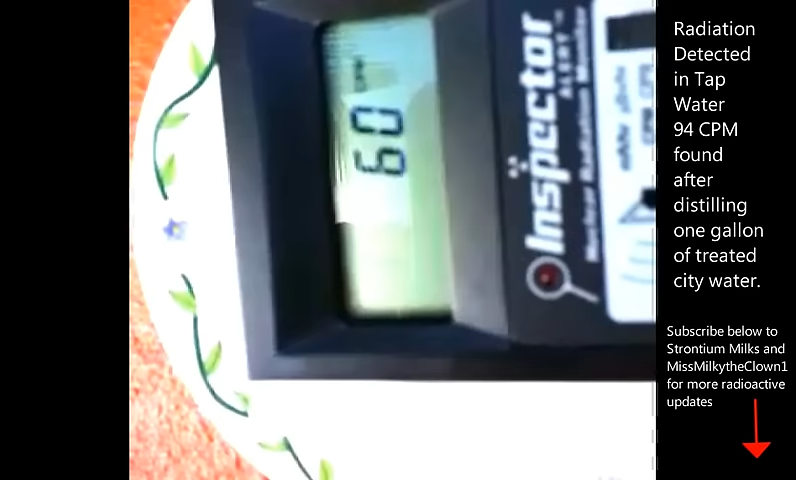 60
Inspector
ALERT™
Nuclear Radiation Monitor
Radiation
Detected
in Tap
Water
94 CPM
found
after
distilling
one gallon
of treated
city water.
Subscribe below to
Strontium Milks and
MissMilkytheClown1
for more radioactive
updates